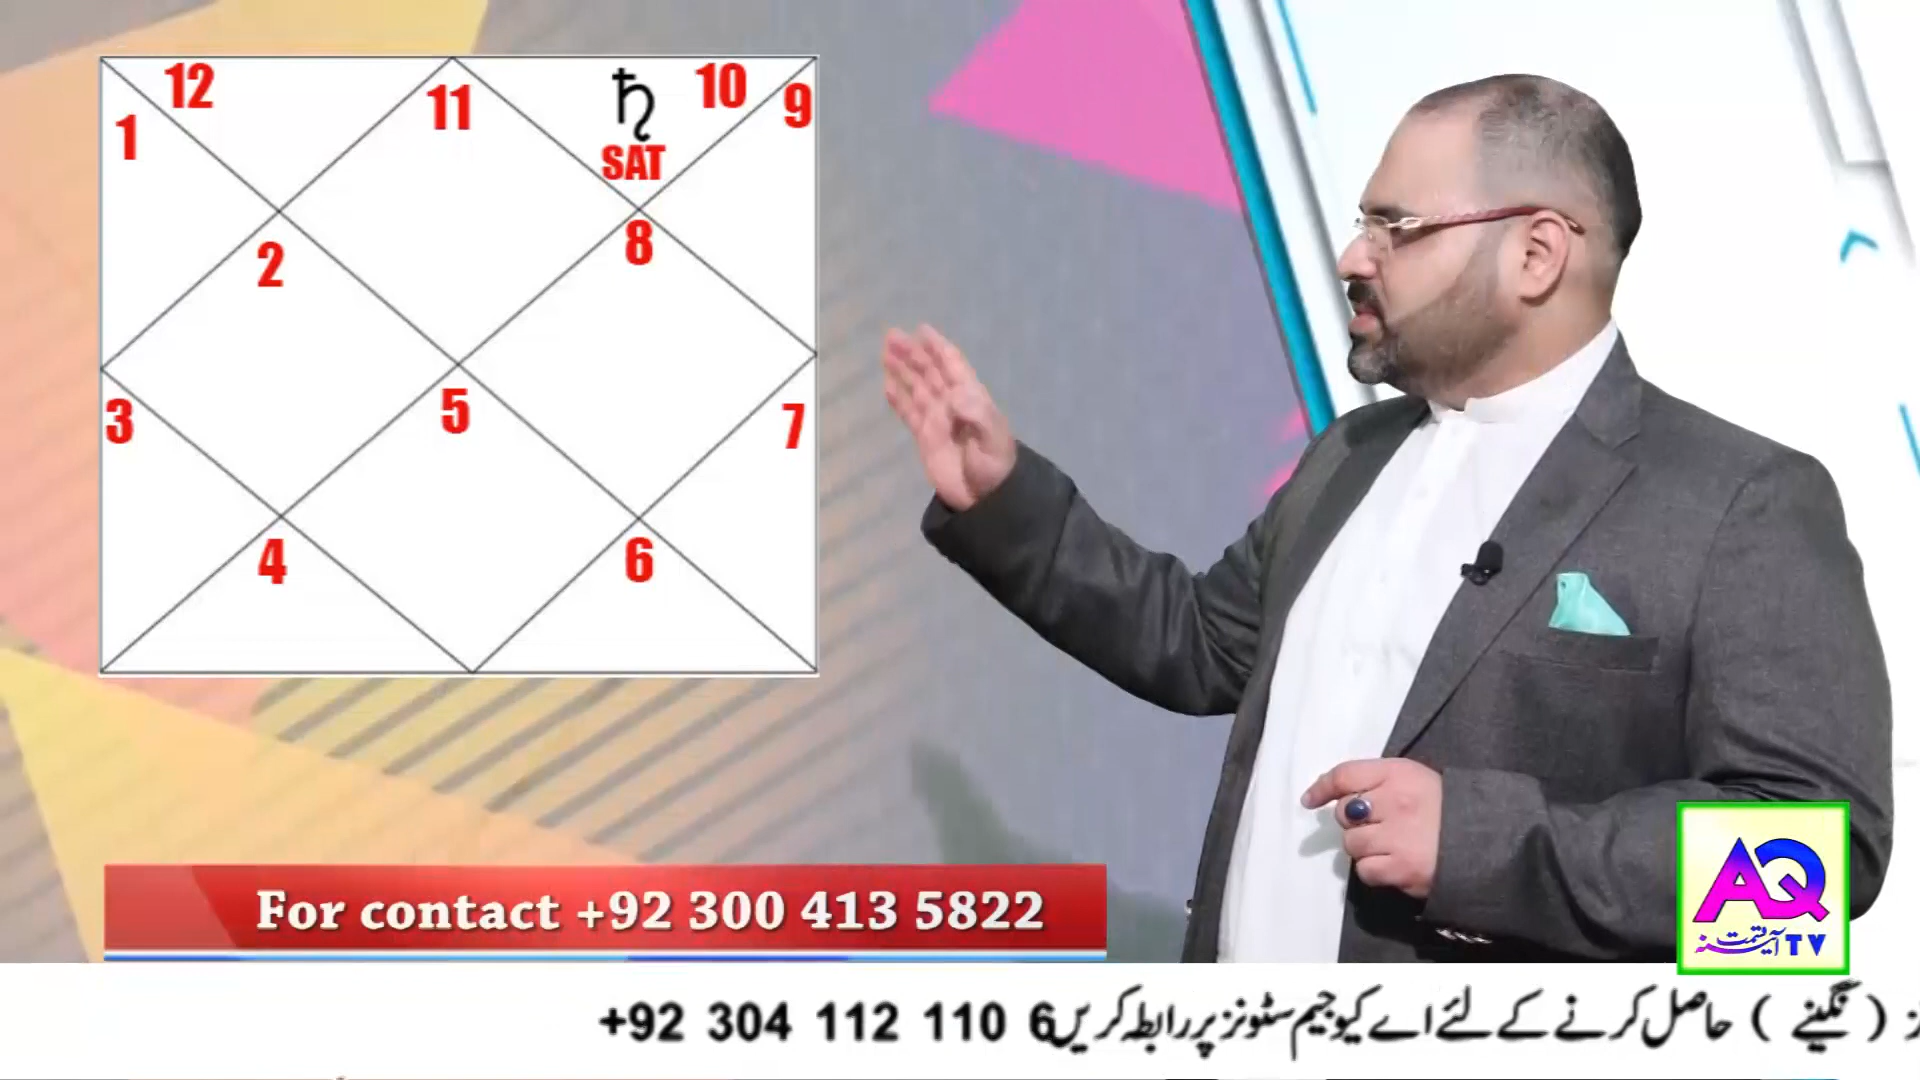 12
11
♄
10
9
1
SAT
2
8
3
5
7
4
6
For contact +92 300 413 5822
AQ
آئینہ قسمت TV
ز ( نگینے ) حاصل کرنے کے لئے اے کیو جیم سٹونز پر رابطہ کریں +92 304 112 110 6